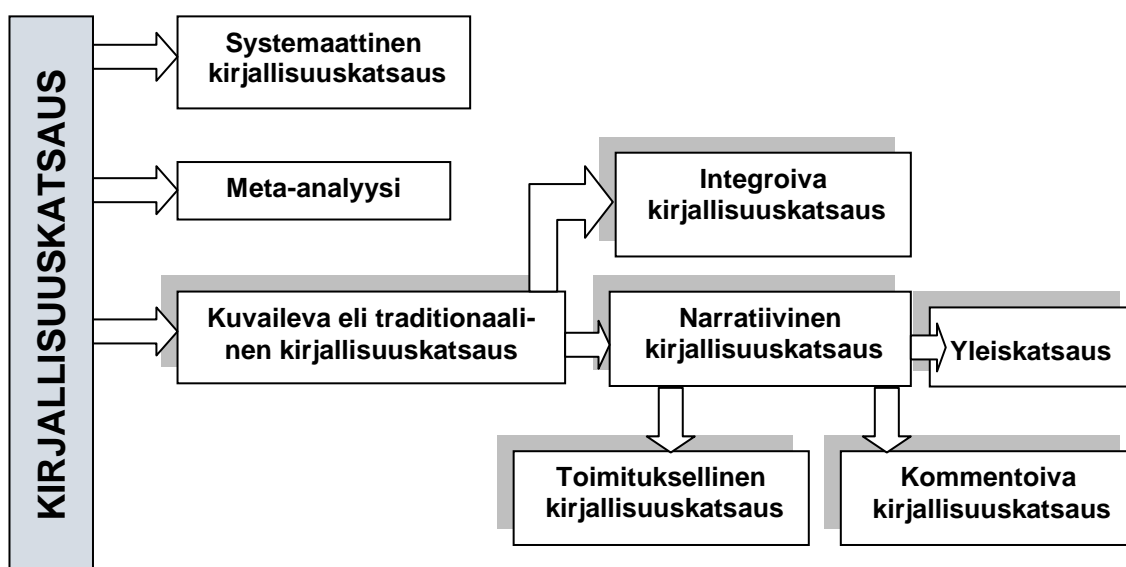 KIRJALLISUUSKATSAUS
Systemaattinen
kirjallisuuskatsaus
Meta-analyysi
Integroiva
kirjallisuuskatsaus
Kuvaileva eli traditionaali-
nen kirjallisuuskatsaus
Narratiivinen
kirjallisuuskatsaus
Yleiskatsaus
Toimituksellinen
kirjallisuuskatsaus
Kommentoiva
kirjallisuuskatsaus